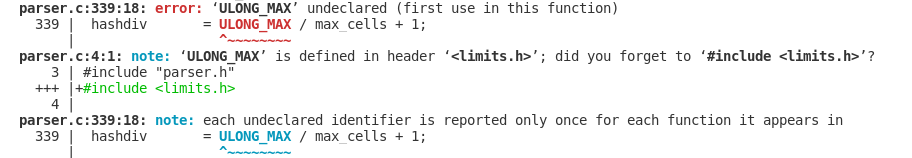 parser.c:339:18: error: ‘ULONG_MAX’ undeclared (first use in this function)
  339 |  hashdiv       = ULONG_MAX / max_cells + 1;
      |                  ^~~~~~~~~
parser.c:4:1: note: ‘ULONG_MAX’ is defined in header ‘<limits.h>’; did you forget to ‘#include <limits.h>’?
    3 | #include "parser.h"
  +++ |+#include <limits.h>
    4 |
parser.c:339:18: note: each undeclared identifier is reported only once for each function it appears in
  339 |  hashdiv       = ULONG_MAX / max_cells + 1;
      |                  ^~~~~~~~~